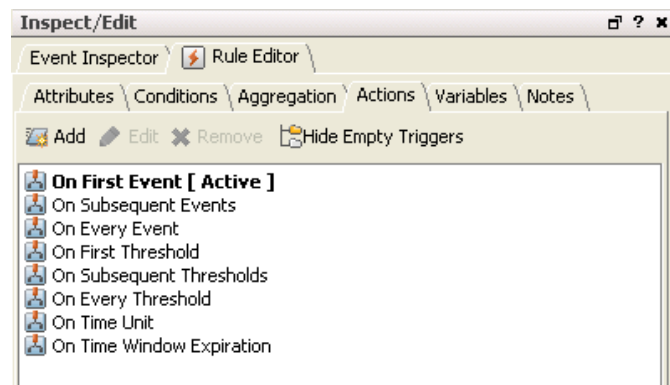 Inspect/Edit
Event Inspector Rule Editor
Attributes Conditions Aggregation Actions Variables Notes
Add Edit Remove Hide Empty Triggers
On First Event [ Active ]
On Subsequent Events
On Every Event
On First Threshold
On Subsequent Thresholds
On Every Threshold
On Time Unit
On Time Window Expiration